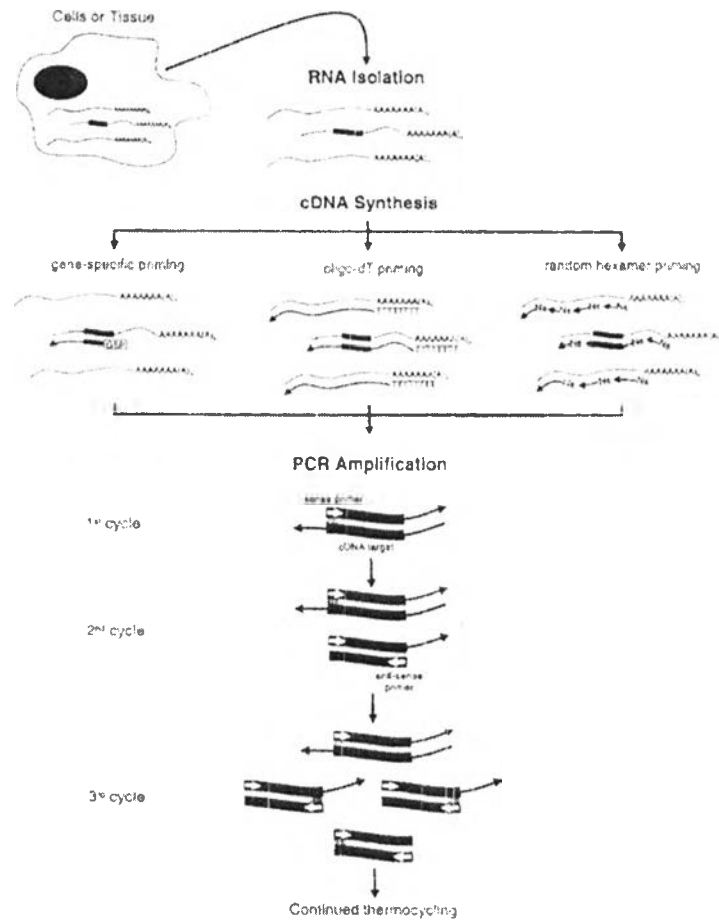 Cells or Tissue
RNA Isolation
cDNA Synthesis
gene-specific priming
oligo-dT priming
random hexamer priming
GSP
PCR Amplification
sense primer
1st cycle
cDNA target
2nd cycle
anti-sense
primer
3rd cycle
Continued thermocycling